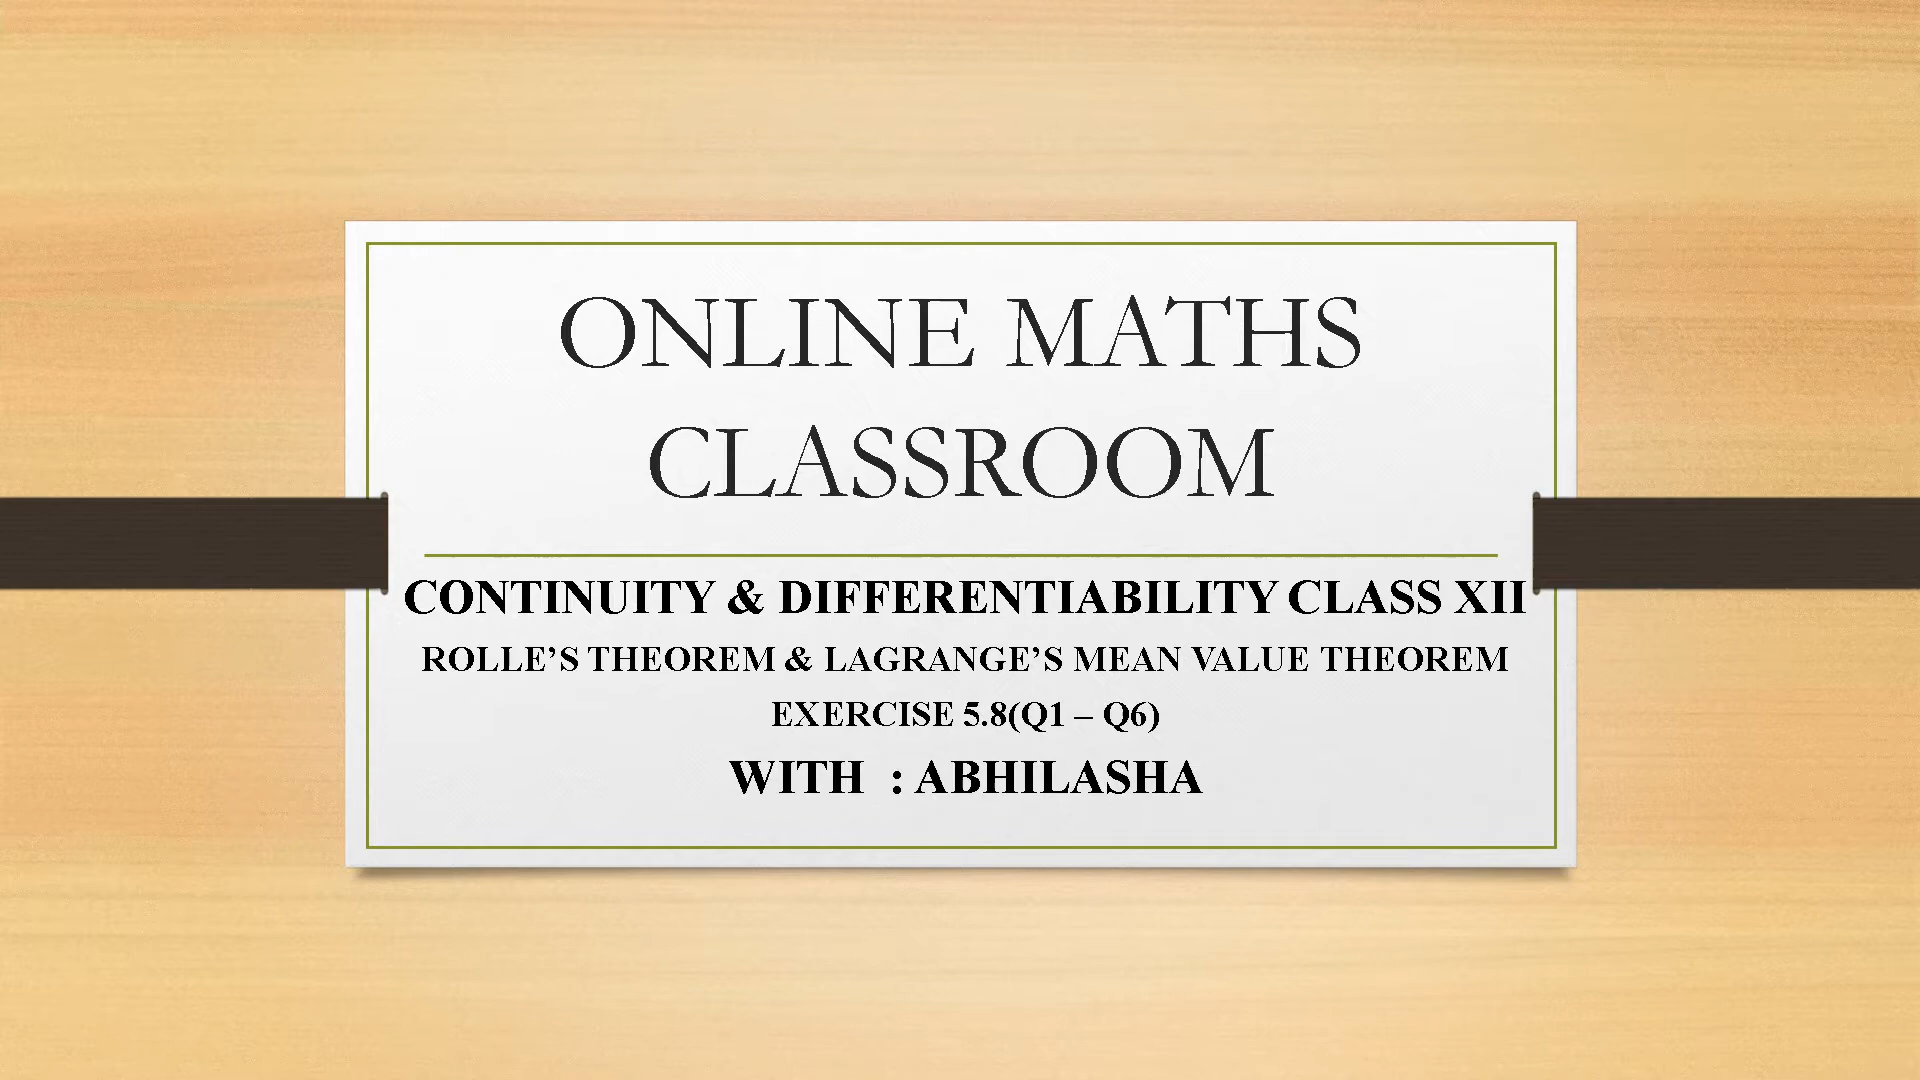 ONLINE MATHS
CLASSROOM
CONTINUITY & DIFFERENTIABILITY CLASS XII
ROLLE’S THEOREM & LAGRANGE’S MEAN VALUE THEOREM
EXERCISE 5.8(Q1 – Q6)
WITH  : ABHILASHA